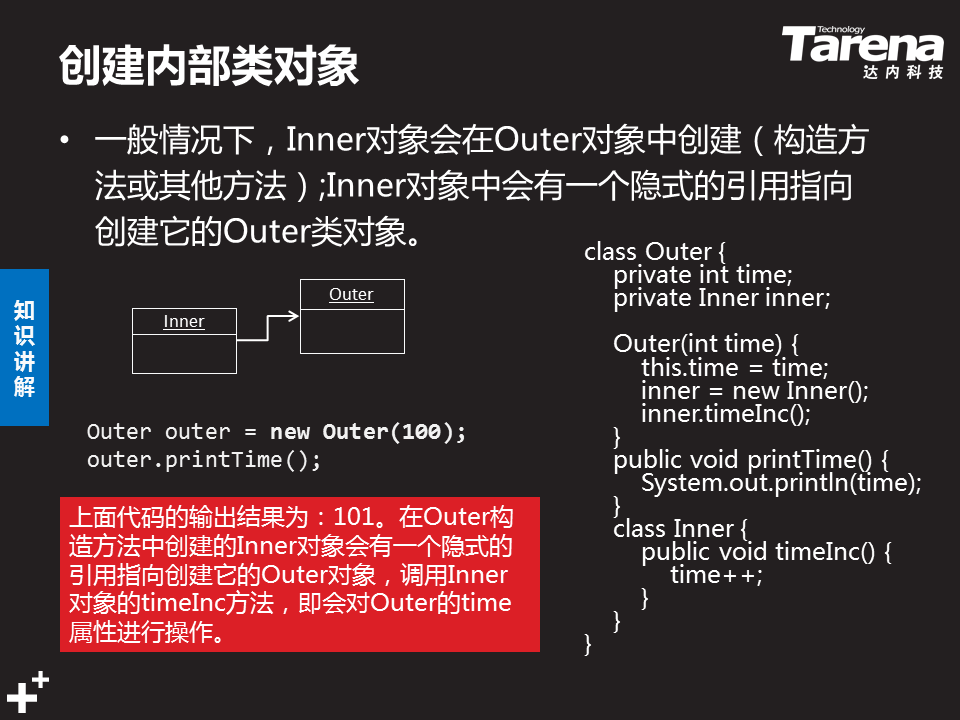 创建内部类对象
Technology
Tarena
达内科技
• 一般情况下，Inner对象会在Outer对象中创建（构造方
法或其他方法）;Inner对象中会有一个隐式的引用指向
创建它的Outer类对象。
知
识
讲
解
Inner
Outer
Outer outer = new Outer(100);
outer.printTime();
上面代码的输出结果为：101。在Outer构
造方法中创建的Inner对象会有一个隐式的
引用指向创建它的Outer对象，调用Inner
对象的timeInc方法，即会对Outer的time
属性进行操作。
class Outer {
private int time;
private Inner inner;
Outer(int time) {
this.time = time;
inner = new Inner();
inner.timeInc();
}
public void printTime() {
System.out.println(time);
}
class Inner {
public void timeInc() {
time++;
}
}
}